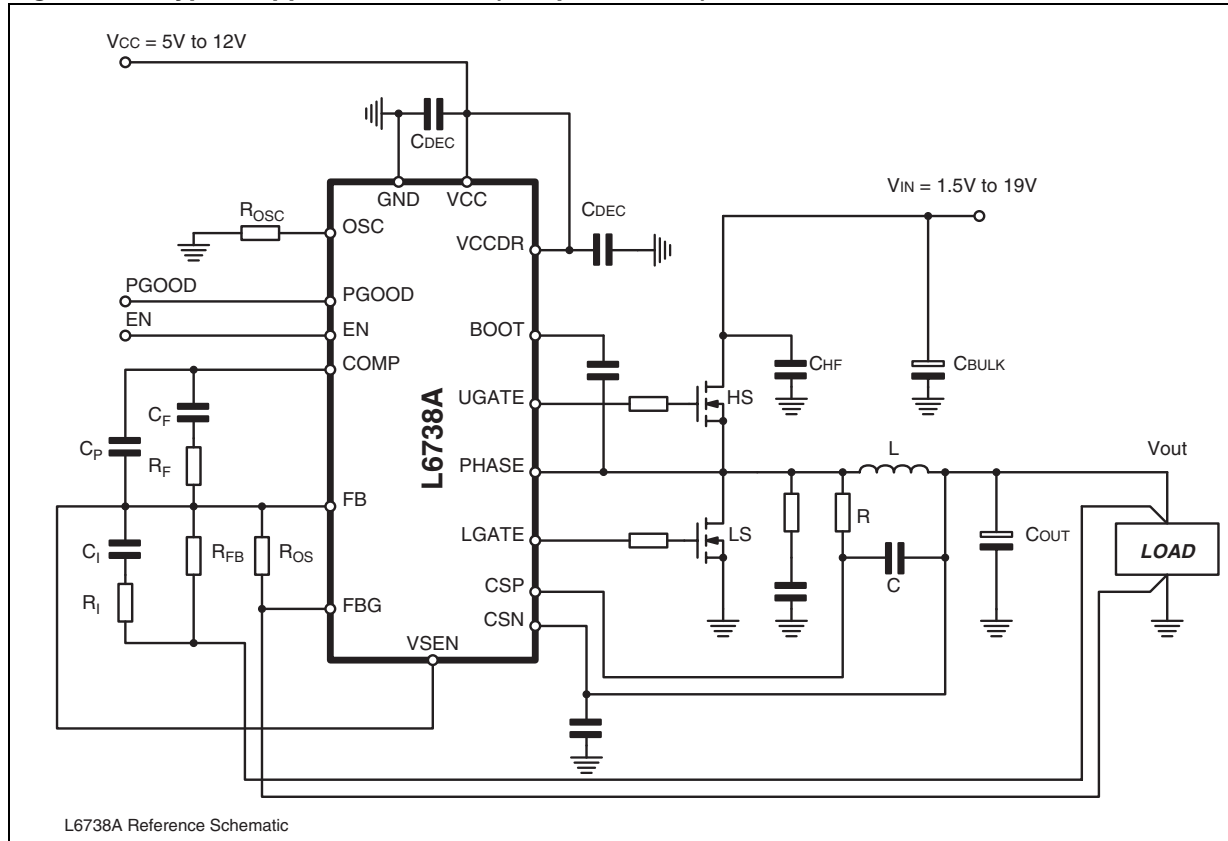 VCC = 5V to 12V
CDEC
GND
VCC
VIN = 1.5V to 19V
ROSC
OSC
CDEC
VCCDR
PGOOD
PGOOD
EN
EN
BOOT
COMP
CHF
CBULK
UGATE
HS
CF
CP
L6738A
RF
PHASE
L
Vout
FB
R
LGATE
LS
COUT
CI
RFB
ROS
LOAD
CSP
C
RI
FBG
CSN
VSEN
L6738A Reference Schematic